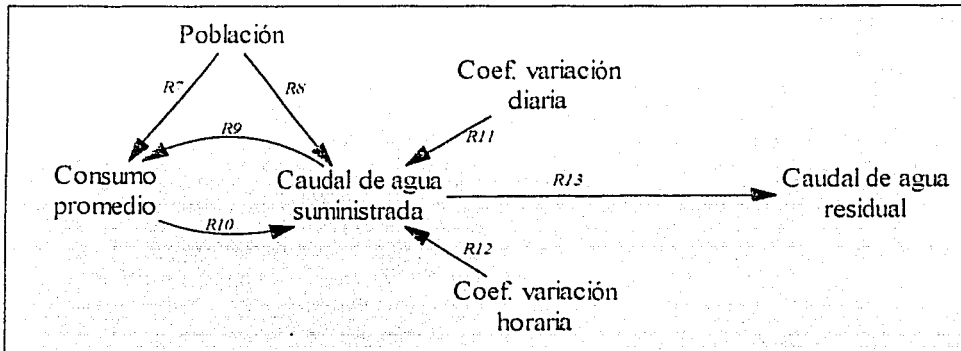 Población
Coef. variación
diaria
R7
R8
R9
R11
Consumo
promedio
Caudal de agua
suministrada
R13
Caudal de agua
residual
R10
R12
Coef. variación
horaria